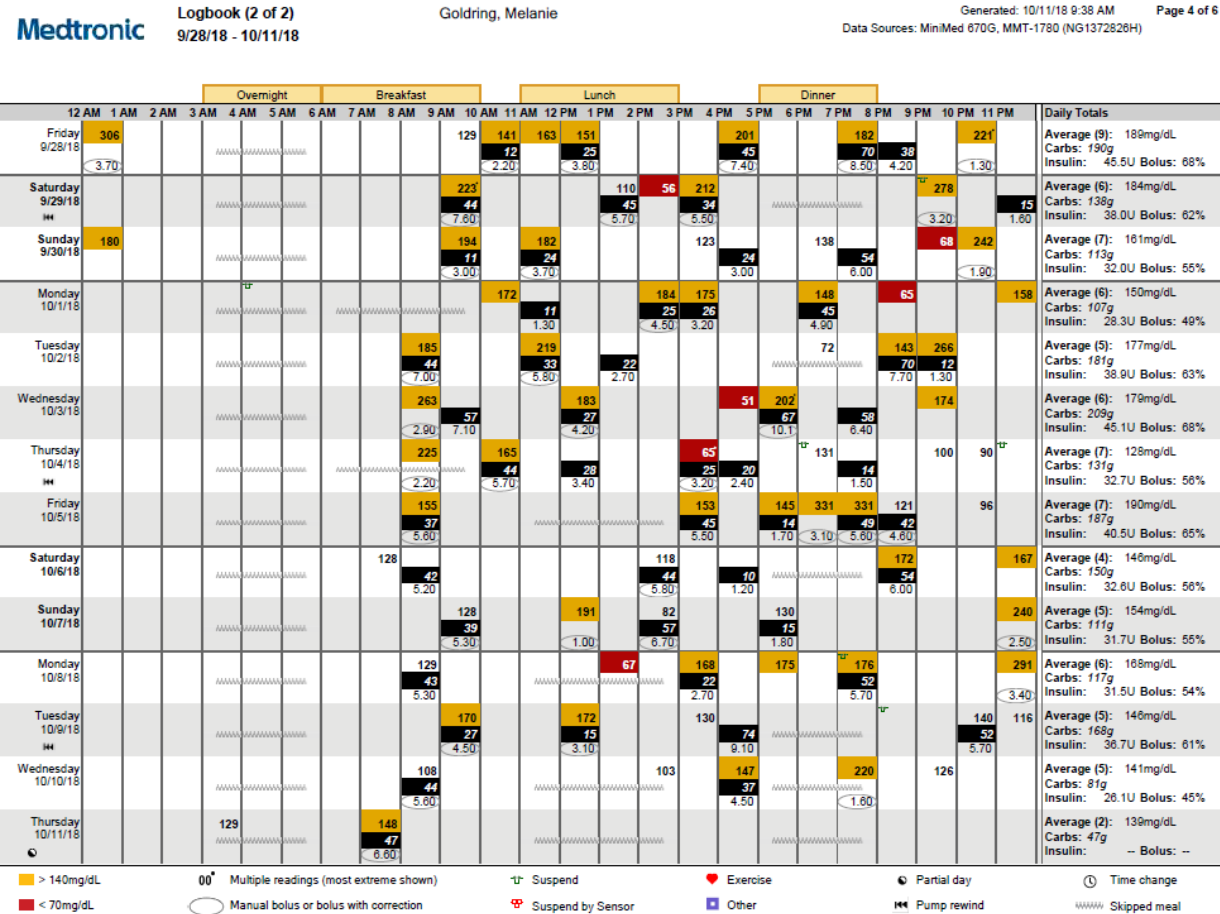 Medtronic
Logbook (2 of 2)
9/28/18 - 10/11/18
Goldring, Melanie
Generated: 10/11/18 9:38 AM Page 4 of 6
Data Sources: MiniMed 670G, MMT-1780 (NG1372826H)
Overnight Breakfast Lunch Dinner
12 AM 1 AM 2 AM 3 AM 4 AM 5 AM 6 AM 7 AM 8 AM 9 AM 10 AM 11 AM 12 PM 1 PM 2 PM 3 PM 4 PM 5 PM 6 PM 7 PM 8 PM 9 PM 10 PM 11 PM Daily Totals
Friday 306 129 141 163 151 201 182 221 Average (9): 189mg/dL
9/28/18 12 25 45 70 38 Carbs: 190g
3.70 2.20 3.80 7.40 8.50 4.20 1.30 Insulin: 45.5U Bolus: 68%
Saturday 223 110 56 212 278 Average (6): 184mg/dL
9/29/18 44 45 34 15 Carbs: 138g
7.60 5.70 5.50 3.20 1.60 Insulin: 38.0U Bolus: 62%
Sunday 180 194 182 123 138 68 242 Average (7): 161mg/dL
9/30/18 11 24 24 54 Carbs: 113g
3.00 3.70 3.00 6.00 1.90 Insulin: 32.0U Bolus: 55%
Monday 172 184 175 148 65 158 Average (6): 150mg/dL
10/1/18 11 25 26 45 Carbs: 107g
1.30 4.50 3.20 4.90 Insulin: 28.3U Bolus: 49%
Tuesday 185 219 72 143 266 Average (5): 177mg/dL
10/2/18 44 33 22 70 12 Carbs: 181g
7.00 5.80 2.70 7.70 1.30 Insulin: 38.9U Bolus: 63%
Wednesday 263 183 51 202 174 Average (6): 179mg/dL
10/3/18 57 27 67 58 Carbs: 209g
2.90 7.10 4.20 10.1 6.40 Insulin: 45.1U Bolus: 68%
Thursday 225 165 65 131 100 90 Average (7): 128mg/dL
10/4/18 44 28 25 20 14 Carbs: 131g
2.20 5.70 3.40 3.20 2.40 1.50 Insulin: 32.7U Bolus: 56%
Friday 155 153 145 331 331 121 96 Average (7): 190mg/dL
10/5/18 37 45 14 49 42 Carbs: 187g
5.60 5.50 1.70 3.10 5.60 4.60 Insulin: 40.5U Bolus: 65%
Saturday 128 118 172 167 Average (4): 146mg/dL
10/6/18 42 44 10 54 Carbs: 150g
5.20 5.80 1.20 6.00 Insulin: 32.6U Bolus: 56%
Sunday 128 191 82 130 240 Average (5): 154mg/dL
10/7/18 39 57 15 Carbs: 111g
5.30 1.00 6.70 1.80 2.50 Insulin: 31.7U Bolus: 55%
Monday 129 67 168 175 176 291 Average (6): 168mg/dL
10/8/18 43 22 52 Carbs: 117g
5.30 2.70 5.70 3.40 Insulin: 31.5U Bolus: 54%
Tuesday 170 172 130 140 116 Average (5): 146mg/dL
10/9/18 27 15 74 52 Carbs: 168g
4.50 3.10 9.10 5.70 Insulin: 36.7U Bolus: 61%
Wednesday 108 103 147 220 126 Average (5): 141mg/dL
10/10/18 44 37 Carbs: 81g
5.60 4.50 1.60 Insulin: 26.1U Bolus: 45%
Thursday 129 148 Average (2): 139mg/dL
10/11/18 47 Carbs: 47g
6.60 Insulin: -- Bolus: --
> 140mg/dL 00 Multiple readings (most extreme shown) Suspend Exercise Partial day Time change
< 70mg/dL Manual bolus or bolus with correction Suspend by Sensor Other Pump rewind Skipped meal